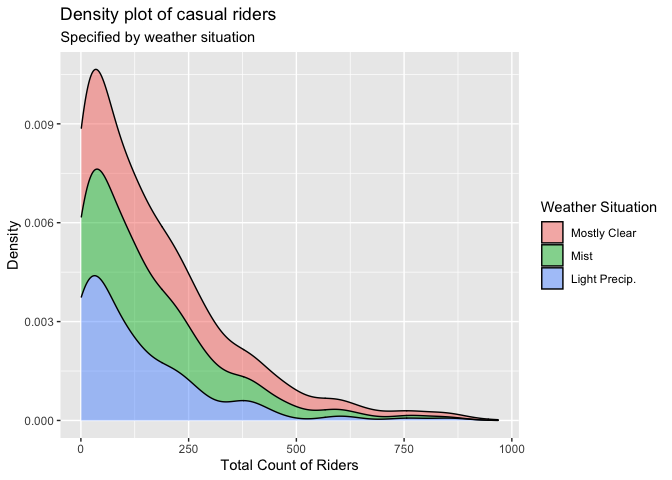 Density plot of casual riders
Specified by weather situation
Density
0.009
0.006
0.003
0.000
0
250
500
750
1000
Total Count of Riders
Weather Situation
Mostly Clear
Mist
Light Precip.